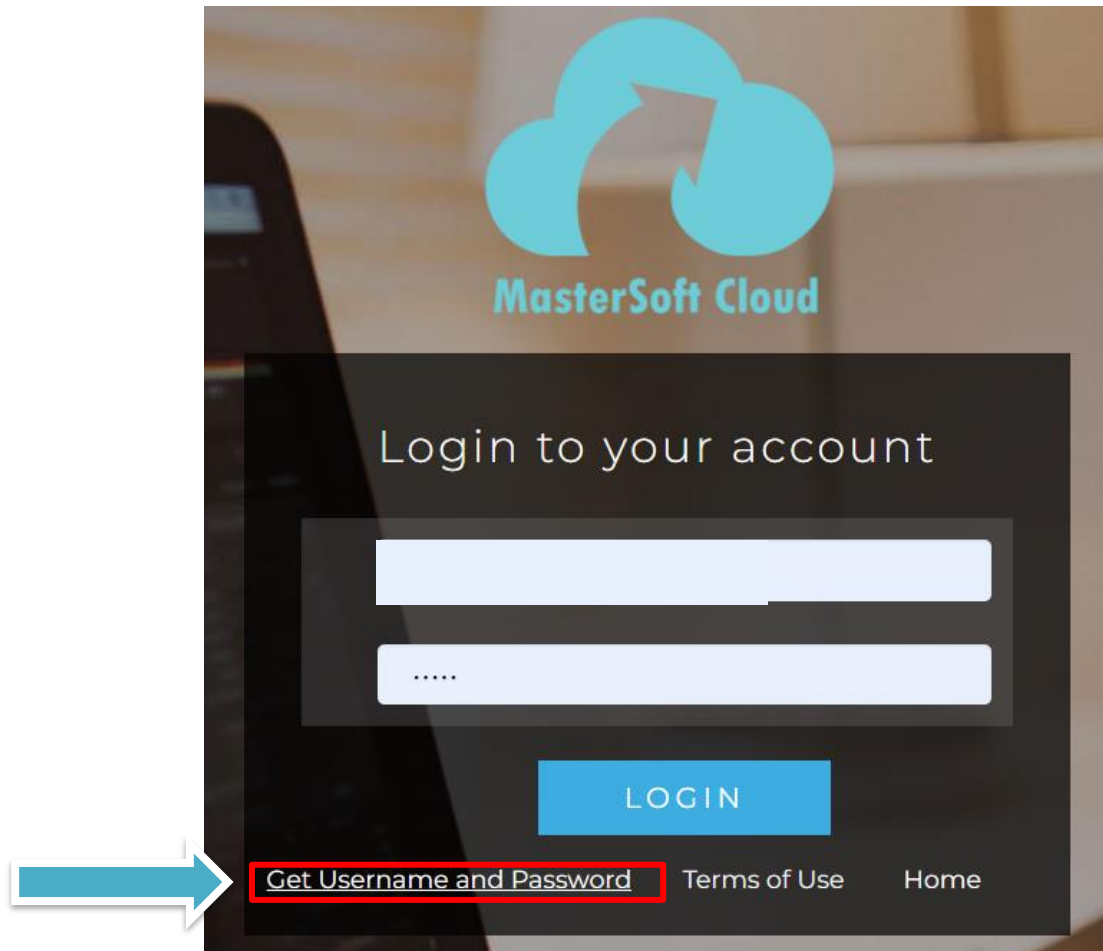 MasterSoft Cloud
Login to your account
.....
LOGIN
Get Username and Password Terms of Use Home